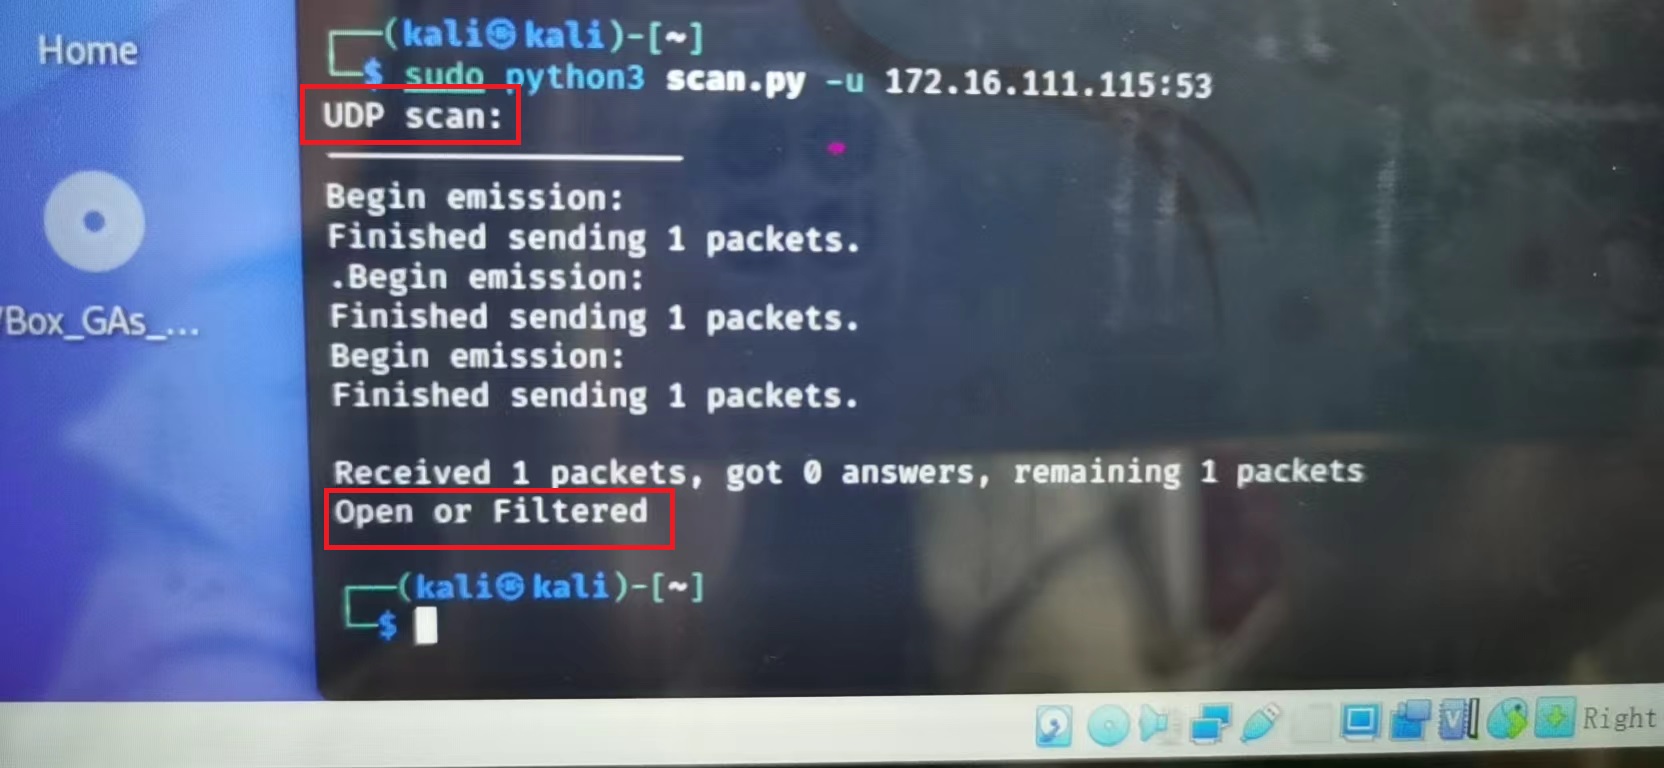 Home
(kali㉿kali)-[~]
$ sudo python3 scan.py -u 172.16.111.115:53
UDP scan:
Begin emission:
Finished sending 1 packets.
.Begin emission:
Finished sending 1 packets.
Begin emission:
Finished sending 1 packets.
Box_GAs_...
Received 1 packets, got 0 answers, remaining 1 packets
Open or Filtered
(kali㉿kali)-[~]
$
Right